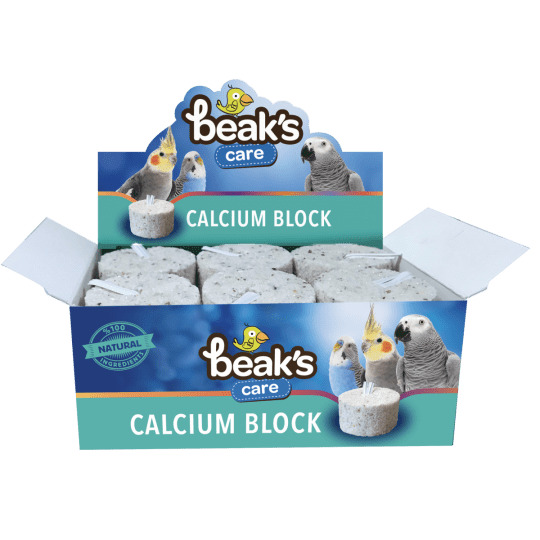 beak's
care
CALCIUM BLOCK
%100
NATURAL
INGREDIENTS
beak's
care
CALCIUM BLOCK